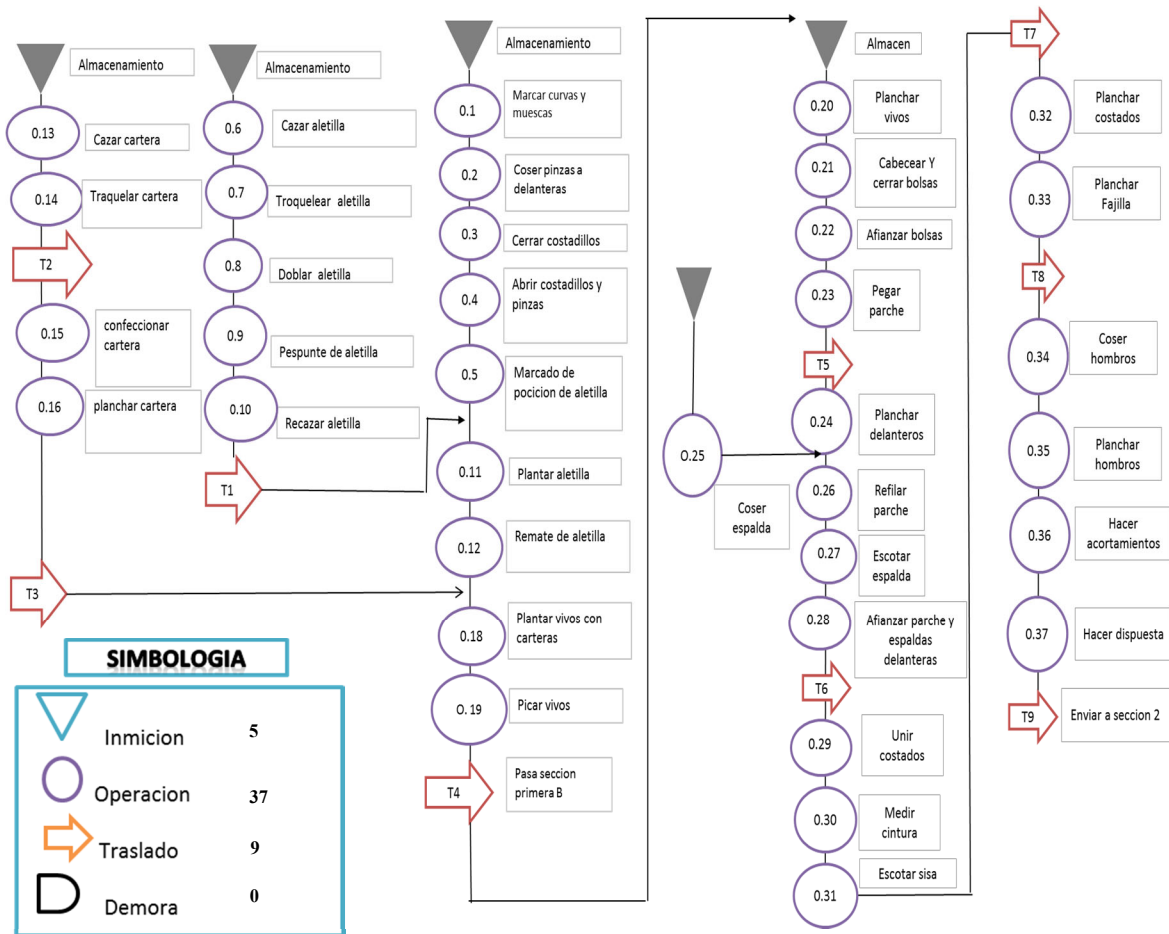 Almacenamiento
0.13
Cazar cartera
0.14
Traquelar cartera
T2
0.15
confeccionar
cartera
0.16
planchar cartera
T3
Almacenamiento
0.6
Cazar aletilla
0.7
Troquelear aletilla
0.8
Doblar aletilla
0.9
Pespunte de aletilla
0.10
Recazar aletilla
T1
Almacenamiento
0.1
Marcar curvas y
muescas
0.2
Coser pinzas a
delanteras
0.3
Cerrar costadillos
0.4
Abrir costadillos y
pinzas
0.5
Marcado de
pocicion de aletilla
0.11
Plantar aletilla
0.12
Remate de aletilla
0.18
Plantar vivos con
carteras
O. 19
Picar vivos
T4
Pasa seccion
primera B
O.25
Coser
espalda
Almacen
0.20
Planchar
vivos
0.21
Cabecear Y
cerrar bolsas
0.22
Afianzar bolsas
0.23
Pegar
parche
T5
0.24
Planchar
delanteros
0.26
Refilar
parche
0.27
Escotar
espalda
0.28
Afianzar parche y
espaldas
delanteras
T6
0.29
Unir
costados
0.30
Medir
cintura
0.31
Escotar sisa
T7
0.32
Planchar
costados
0.33
Planchar
Fajilla
T8
0.34
Coser
hombros
0.35
Planchar
hombros
0.36
Hacer
acortamientos
0.37
Hacer dispuesta
T9
Enviar a seccion 2
SIMBOLOGIA
Inmicion 5
Operacion 37
Traslado 9
Demora 0